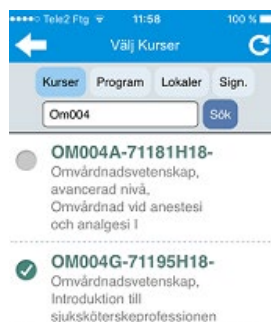 Tele2 Ftg 11:58 100 %
Välj Kurser
Kurser Program Lokaler Sign.
Om004 Sök
OM004A-71181H18-
Omvårdnadsvetenskap,
avancerad nivå,
Omvårdnad vid anestesi
och analgesi I
OM004G-71195H18-
Omvårdnadsvetenskap,
Introduktion till
sjuksköterskeprofessionen